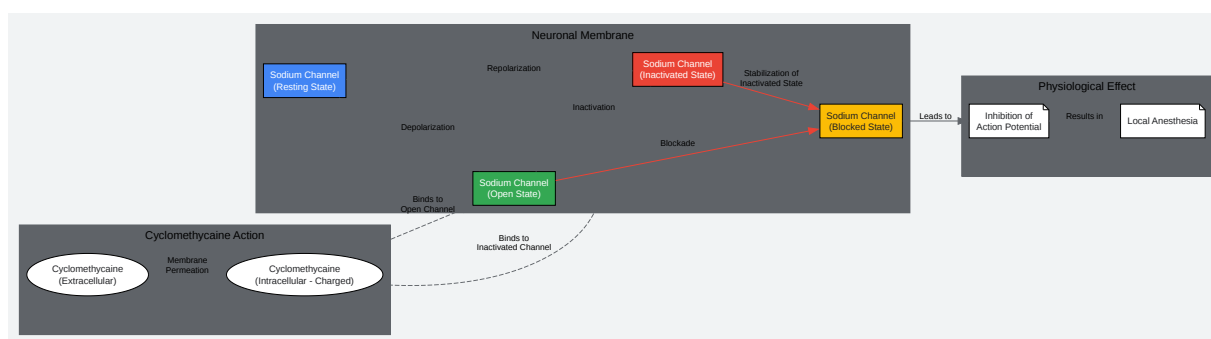 Neuronal Membrane
Sodium Channel
(Resting State)
Repolarization
Sodium Channel
(Inactivated State)
Stabilization of
Inactivated State
Inactivation
Depolarization
Sodium Channel
(Blocked State)
Blockade
Sodium Channel
(Open State)
Leads to
Physiological Effect
Inhibition of
Action Potential
Results in
Local Anesthesia
Binds to
Open Channel
Binds to
Inactivated Channel
Cyclomethycaine Action
Cyclomethycaine
(Extracellular)
Membrane
Permeation
Cyclomethycaine
(Intracellular - Charged)